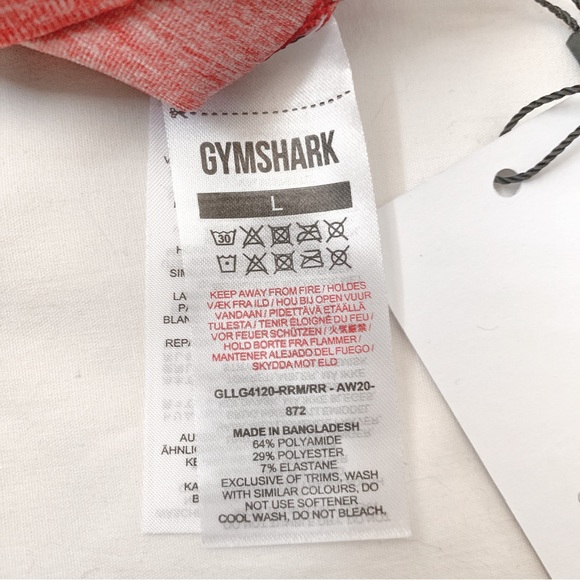 GYMSHARK
L
30
KEEP AWAY FROM FIRE / HOLDES
VÆK FRA ILD / HOU BIJ OPEN VUUR
VANDAAN / PIDETTÄVÄ ETÄÄLLÄ
TULESTA / TENIR ÉLOIGNÉ DU FEU /
VOR FEUER SCHÜTZEN / 火気厳禁 /
HOLD BORTE FRA FLAMMER /
MANTENER ALEJADO DEL FUEGO /
SKYDDA MOT ELD
GLLG4120-RRM/RR - AW20-
872
MADE IN BANGLADESH
64% POLYAMIDE
29% POLYESTER
7% ELASTANE
EXCLUSIVE OF TRIMS, WASH
WITH SIMILAR COLOURS, DO
NOT USE SOFTENER
COOL WASH, DO NOT BLEACH,